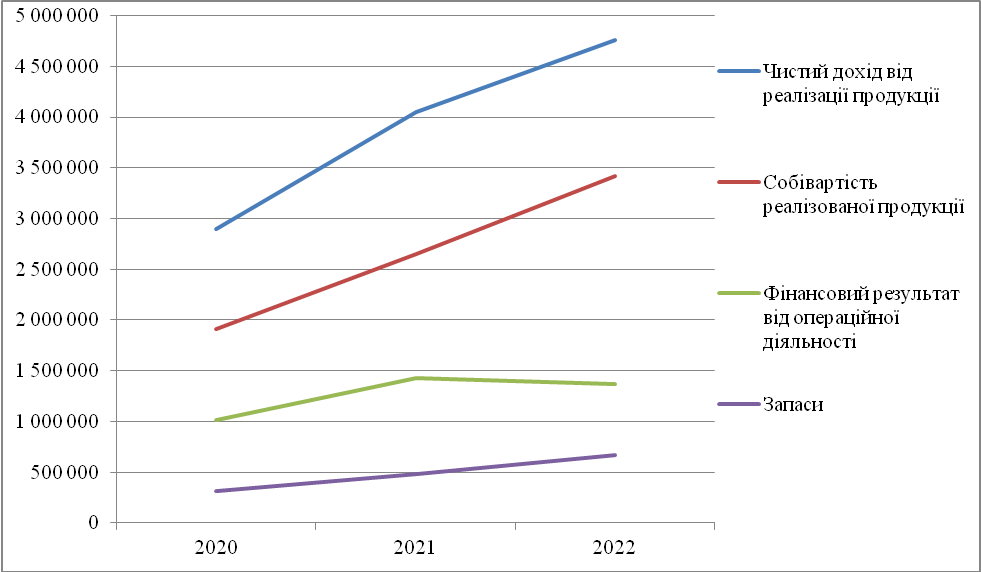 5 000 000
4 500 000
4 000 000
3 500 000
3 000 000
2 500 000
2 000 000
1 500 000
1 000 000
500 000
0
2020
2021
2022
Чистий дохід від
реалізації продукції
Собівартість
реалізованої продукції
Фінансовий результат
від операційної
діяльності
Запаси